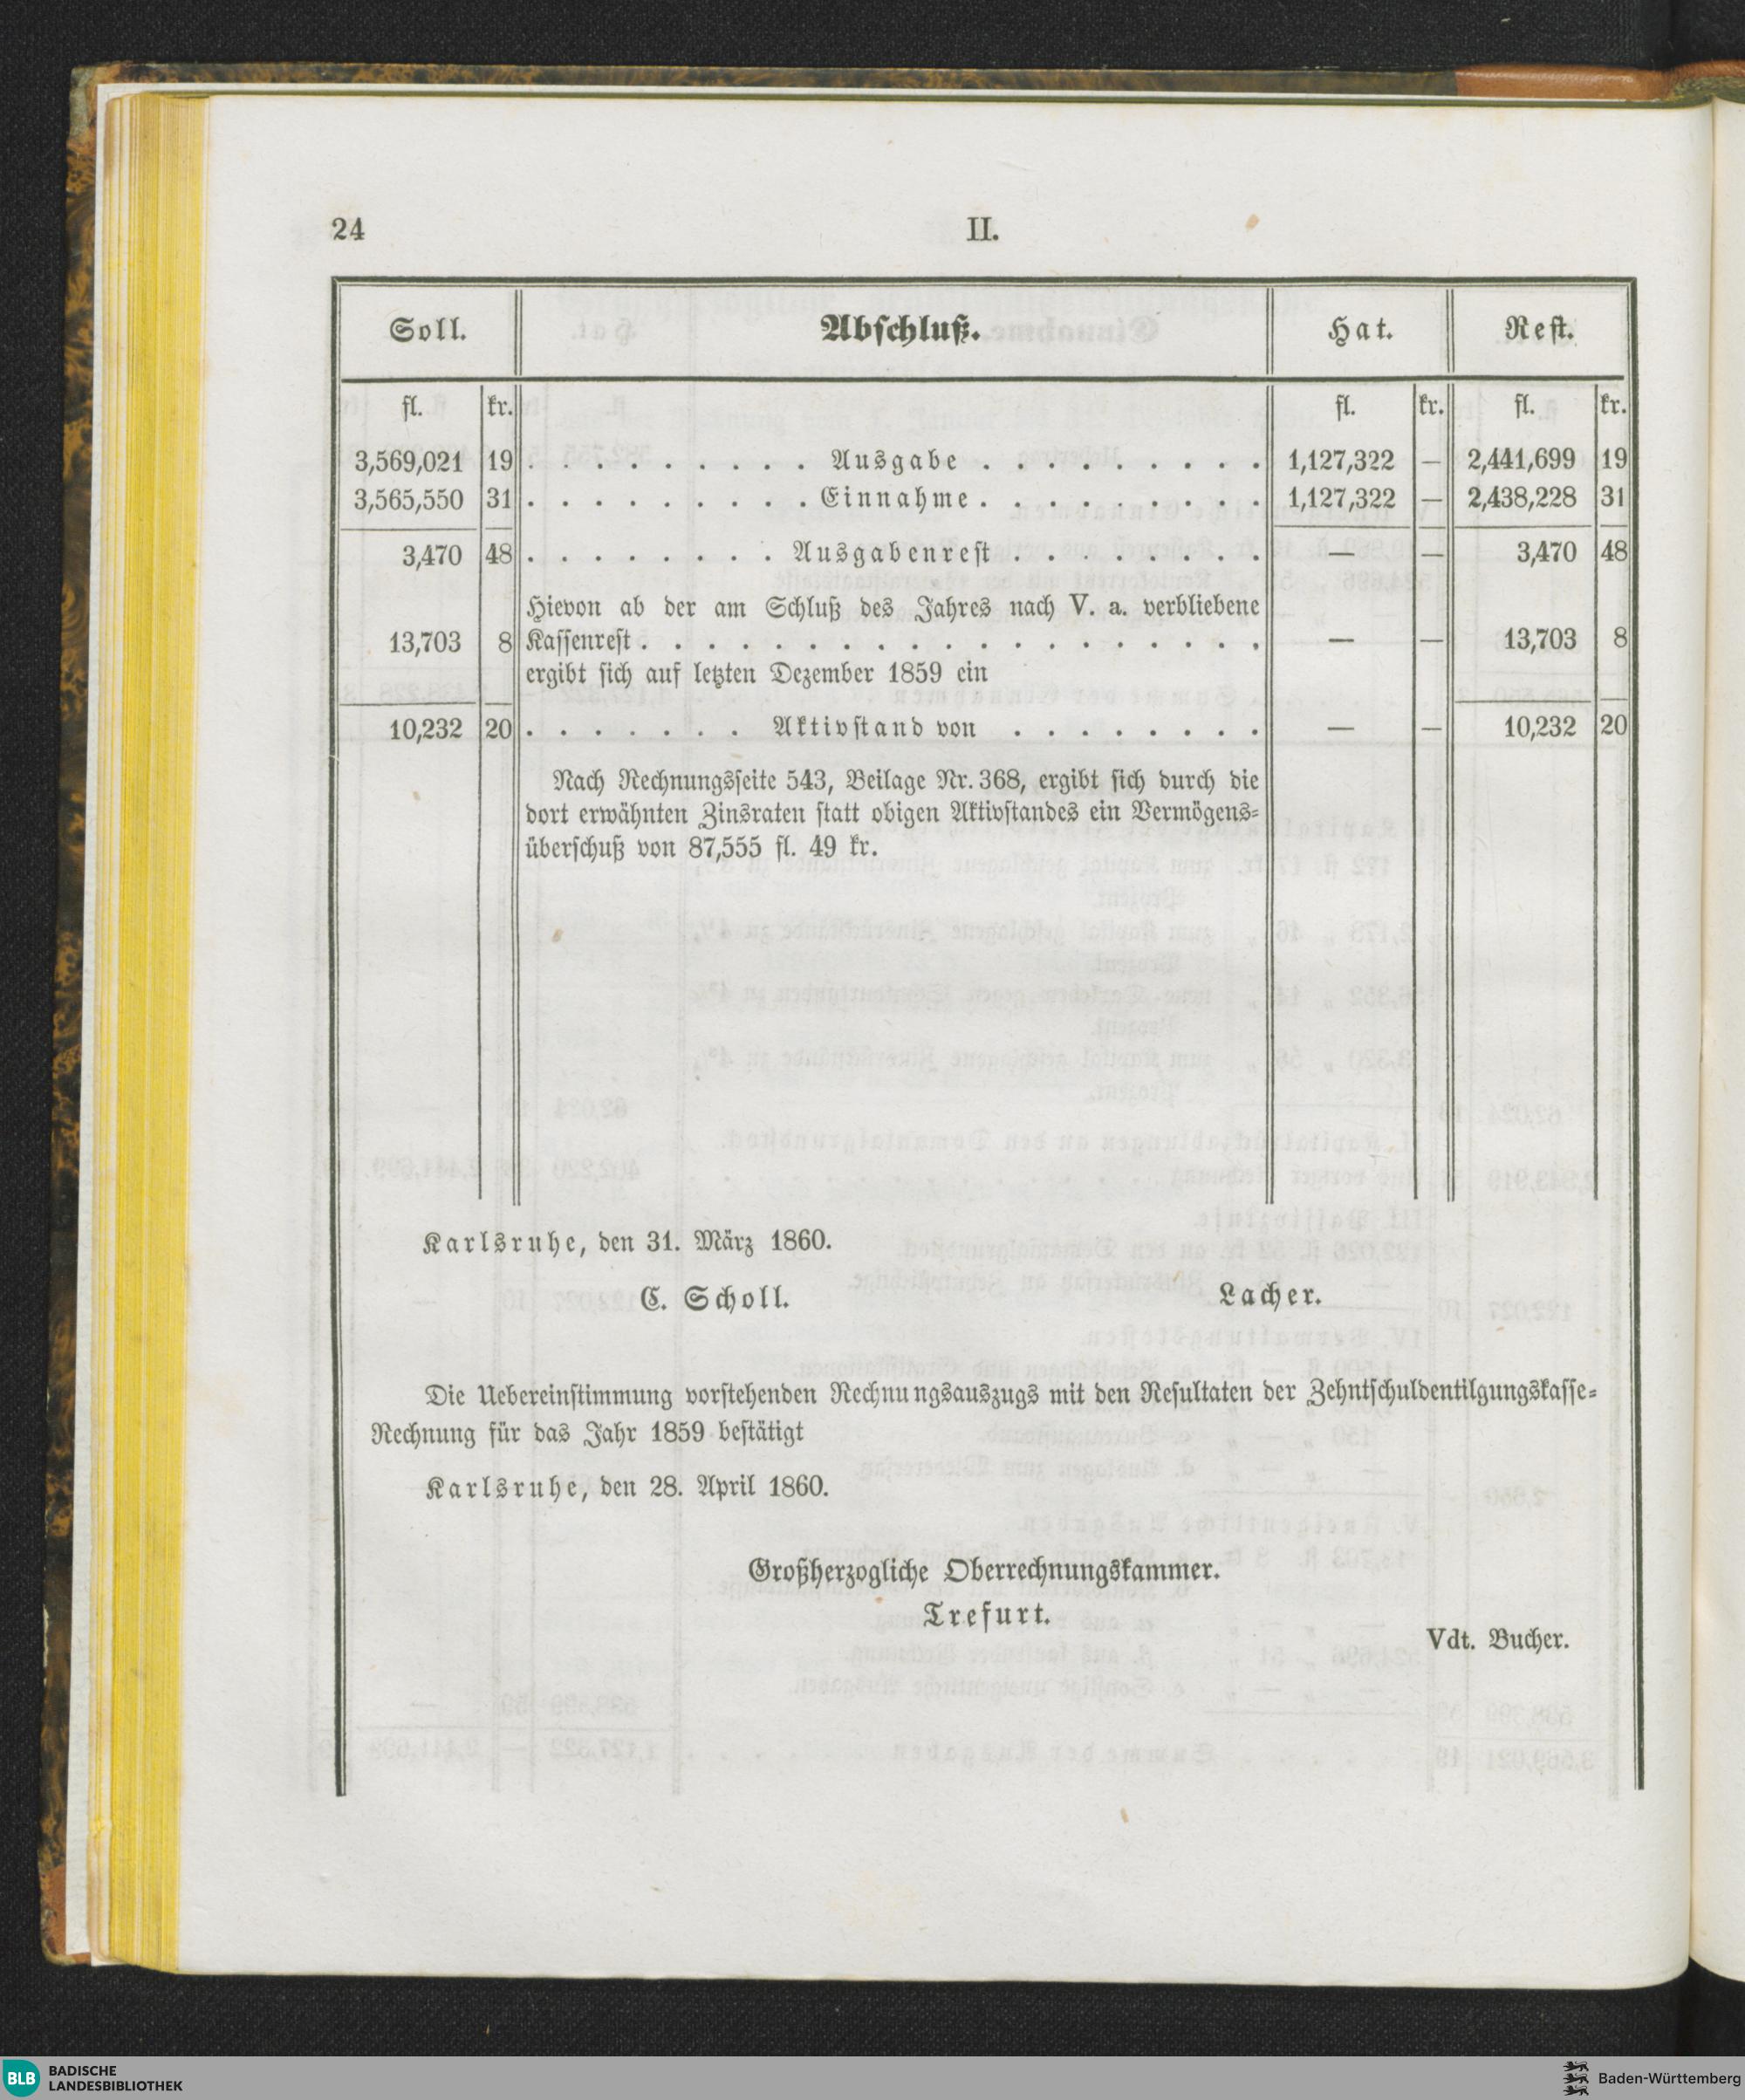 24 II.
Soll. Abschluß. Hat. Rest.
fl. kr. fl. kr. fl. kr.
3,569,021 19 . . . . . . . . . Ausgabe . . . . . . . . . 1,127,322 — 2,441,699 19
3,565,550 31 . . . . . . . . . Einnahme . . . . . . . . . 1,127,322 — 2,438,228 31
3,470 48 . . . . . . . . Ausgabenrest . . . . . . . . — — 3,470 48
Hievon ab der am Schluß des Jahres nach V. a. verbliebene
13,703 8 Kassenrest . . . . . . . . . . . . . . . . . . . — — 13,703 8
ergibt sich auf letzten Dezember 1859 ein
10,232 20 . . . . . . . Aktivstand von . . . . . . . . — — 10,232 20
Nach Rechnungsseite 543, Beilage Nr. 368, ergibt sich durch die
dort erwähnten Zinsraten statt obigen Aktivstandes ein Vermögens-
überschuß von 87,555 fl. 49 kr.
Karlsruhe, den 31. März 1860.
C. Scholl. Lacher.
Die Uebereinstimmung vorstehenden Rechnungsauszugs mit den Resultaten der Zehntschuldentilgungskasse-
Rechnung für das Jahr 1859 bestätigt
Karlsruhe, den 28. April 1860.
Großherzogliche Oberrechnungskammer.
Trefurt.
Vdt. Bucher.
BLB BADISCHE
LANDESBIBLIOTHEK
Baden-Württemberg